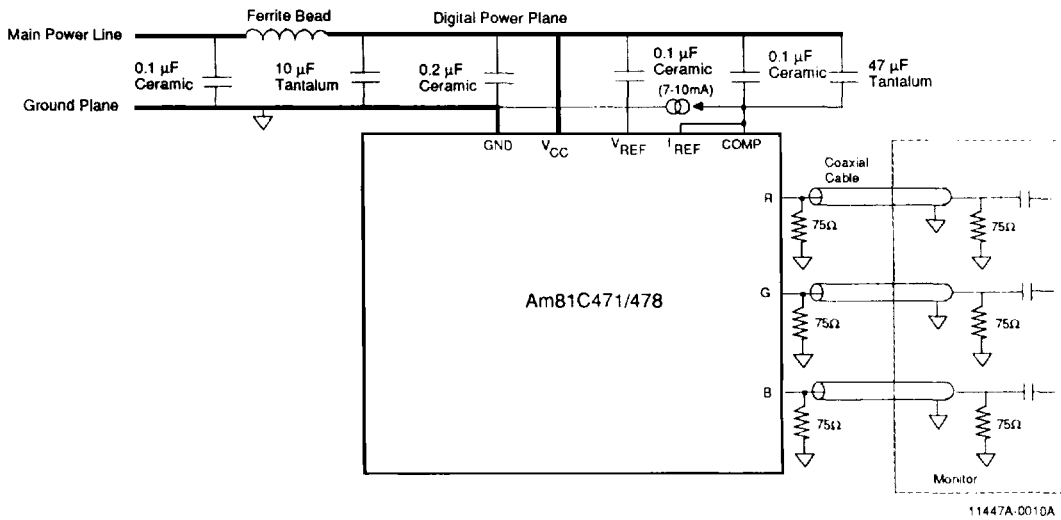 Ferrite Bead
Digital Power Plane
Main Power Line
0.1 µF
Ceramic
10 µF
Tantalum
0.2 µF
Ceramic
0.1 µF
Ceramic
0.1 µF
Ceramic
47 µF
Tantalum
(7-10mA)
Ground Plane
GND
VCC
VREF
IREF
COMP
Coaxial
Cable
R
75Ω
75Ω
Am81C471/478
G
75Ω
75Ω
B
75Ω
75Ω
Monitor
11447A-0010A